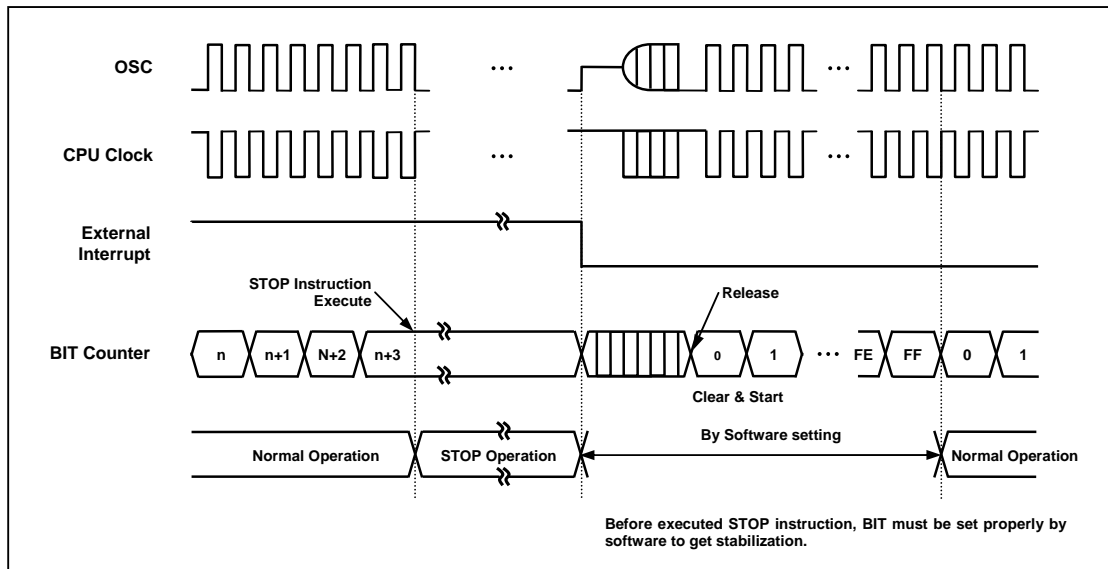 OSC
...
...
CPU Clock
...
...
External
Interrupt
STOP Instruction
Execute
Release
BIT Counter
n
n+1
N+2
n+3
0
1
...
FE
FF
0
1
Clear & Start
Normal Operation
STOP Operation
By Software setting
Normal Operation
Before executed STOP instruction, BIT must be set properly by
software to get stabilization.